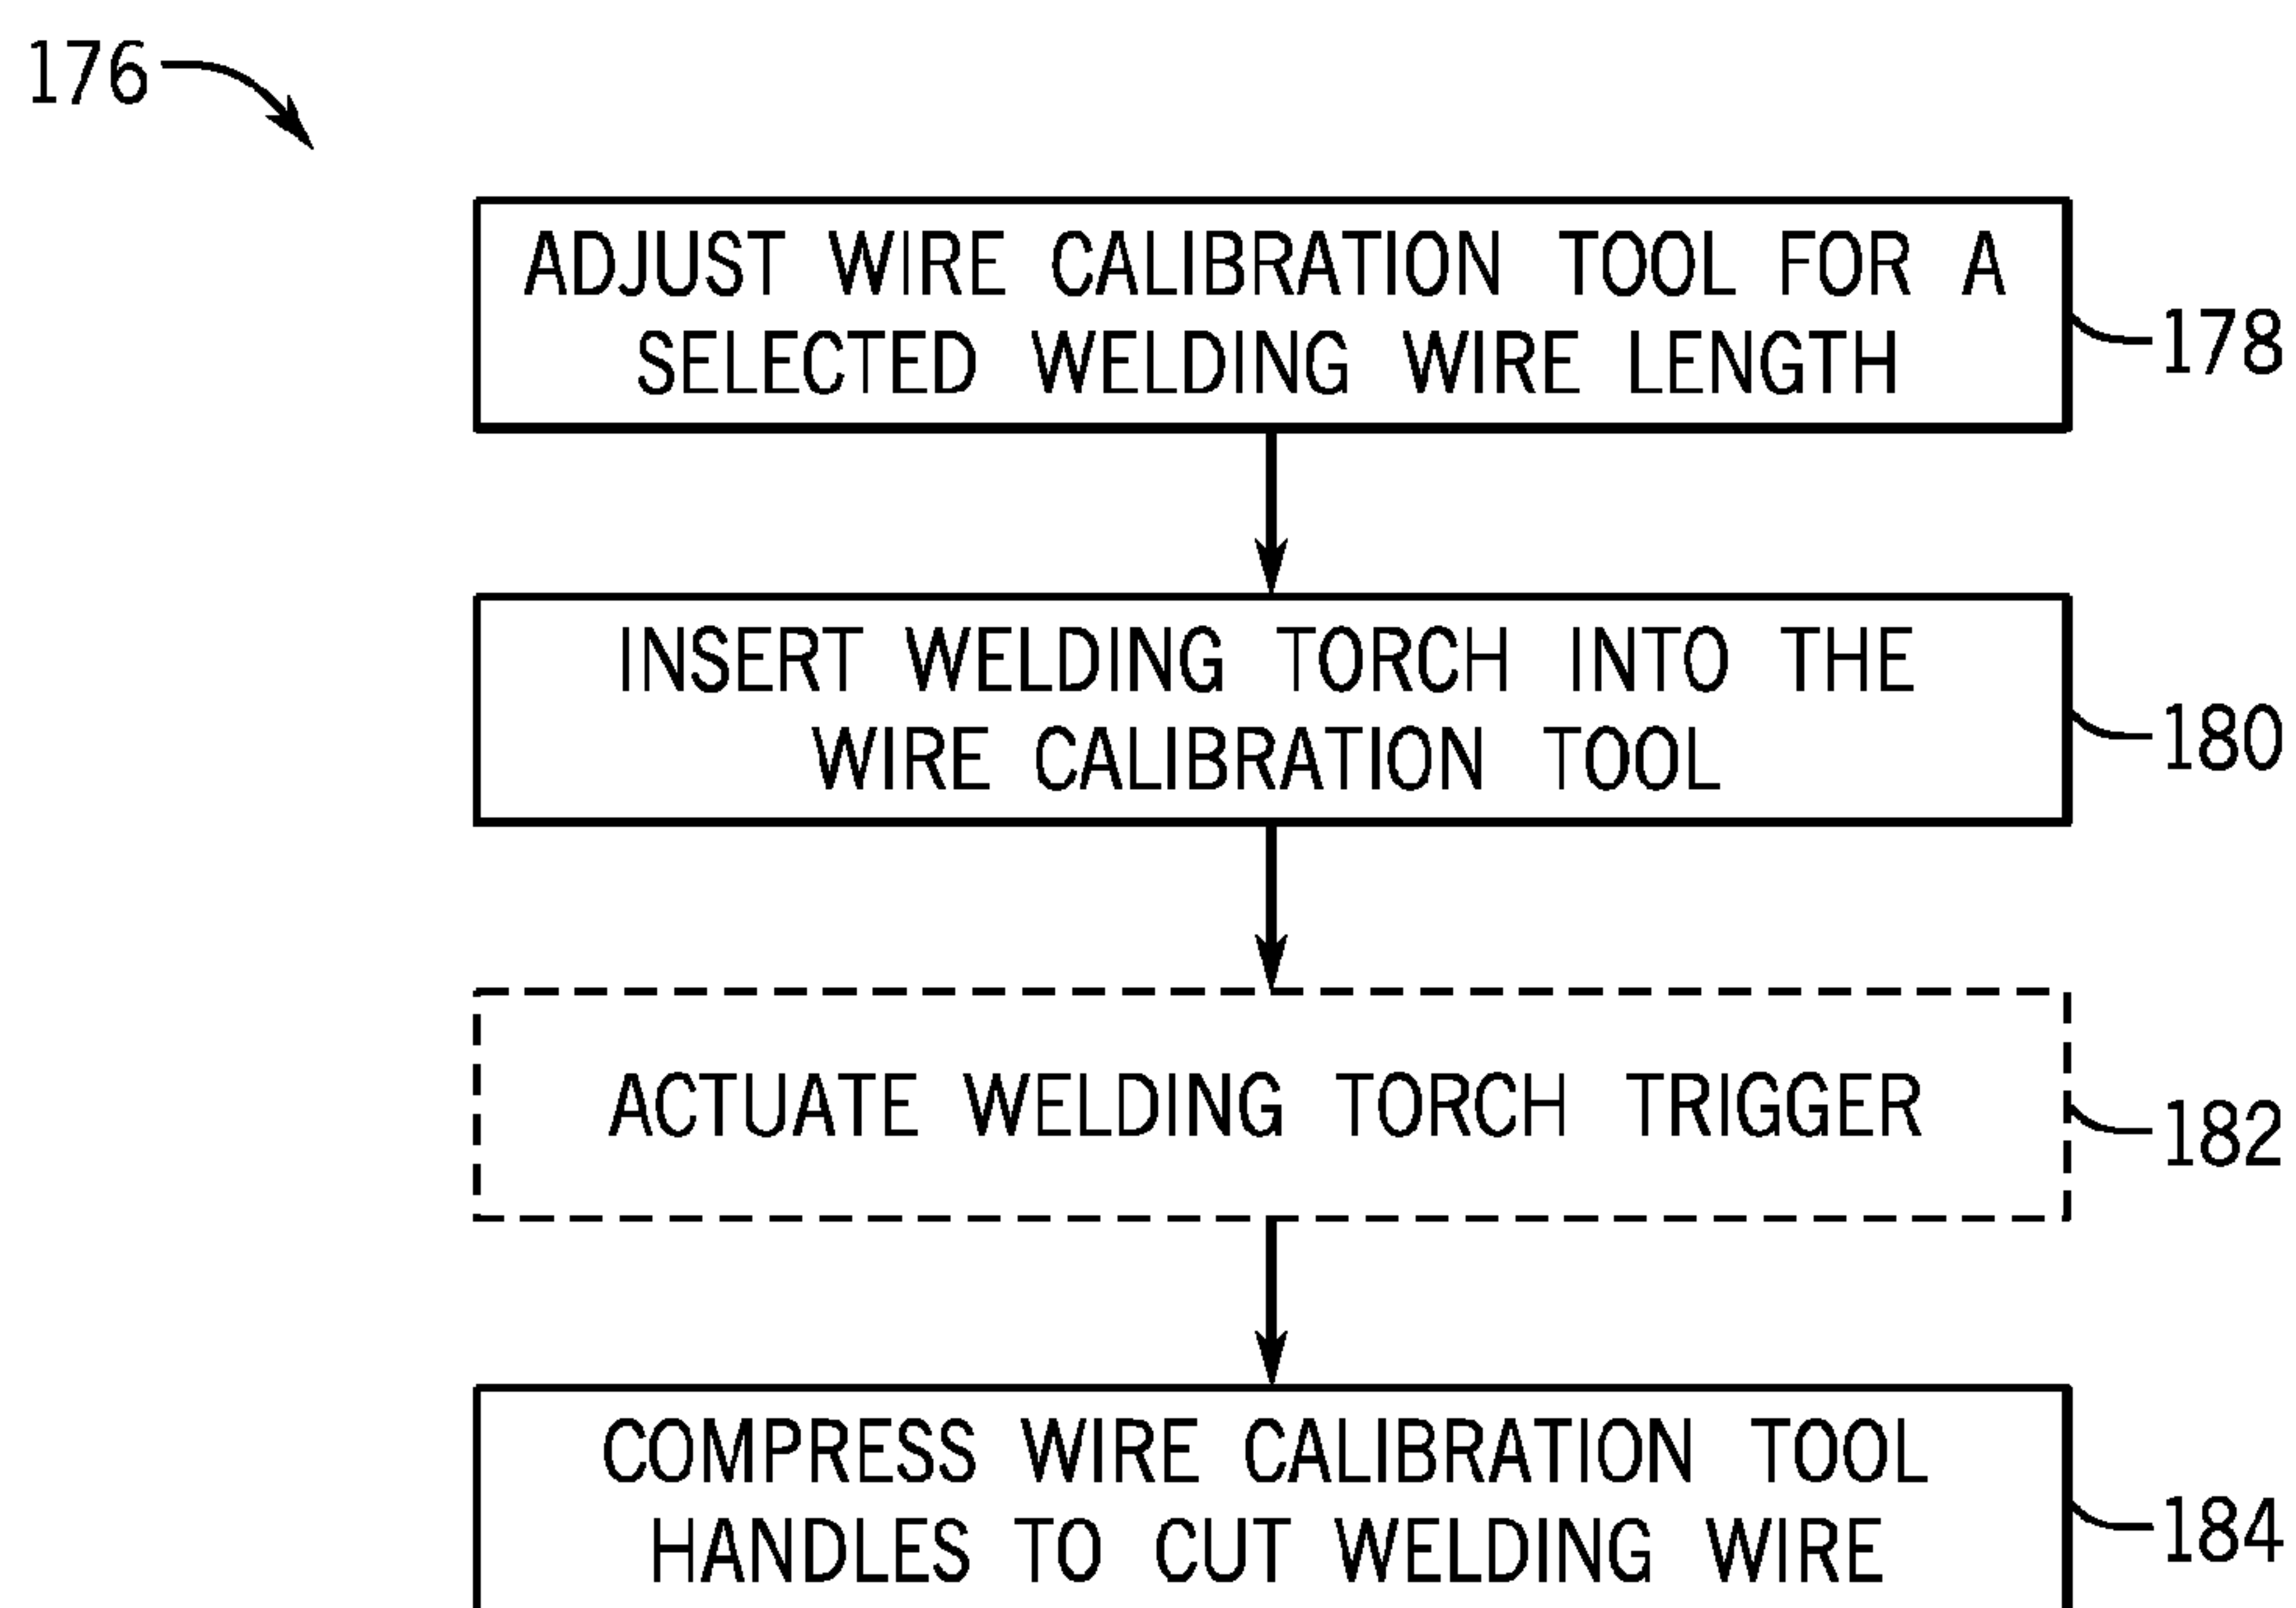 176
ADJUST WIRE CALIBRATION TOOL FOR A
SELECTED WELDING WIRE LENGTH
178
INSERT WELDING TORCH INTO THE
WIRE CALIBRATION TOOL
180
ACTUATE WELDING TORCH TRIGGER
182
COMPRESS WIRE CALIBRATION TOOL
HANDLES TO CUT WELDING WIRE
184